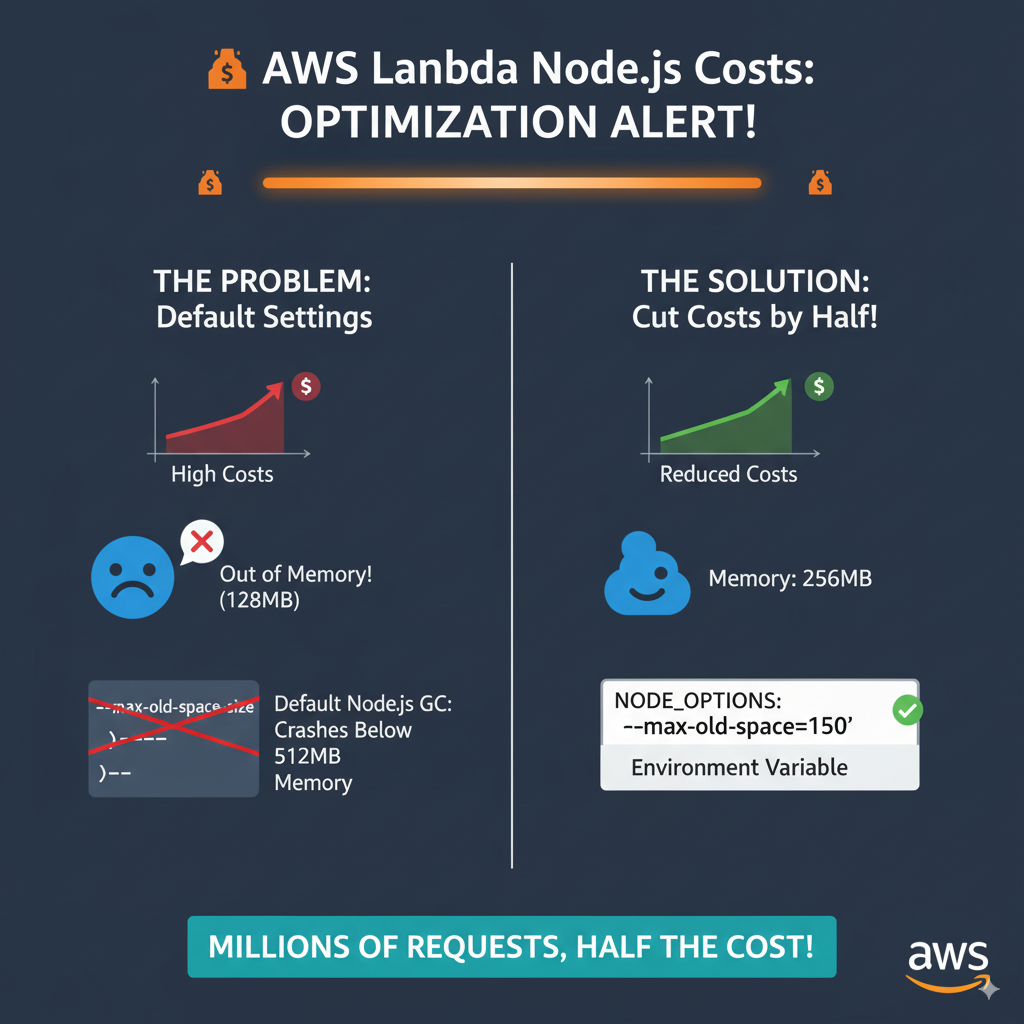 AWS Lanbda Node.js Costs:
OPTIMIZATION ALERT!
THE PROBLEM:
Default Settings
$
High Costs
Out of Memory!
(128MB)
--max-old-space-size
)----
)--
Default Node.js GC:
Crashes Below
512MB
Memory
THE SOLUTION:
Cut Costs by Half!
$
Reduced Costs
Memory: 256MB
NODE_OPTIONS:
--max-old-space=150’
Environment Variable
MILLIONS OF REQUESTS, HALF THE COST!
aws